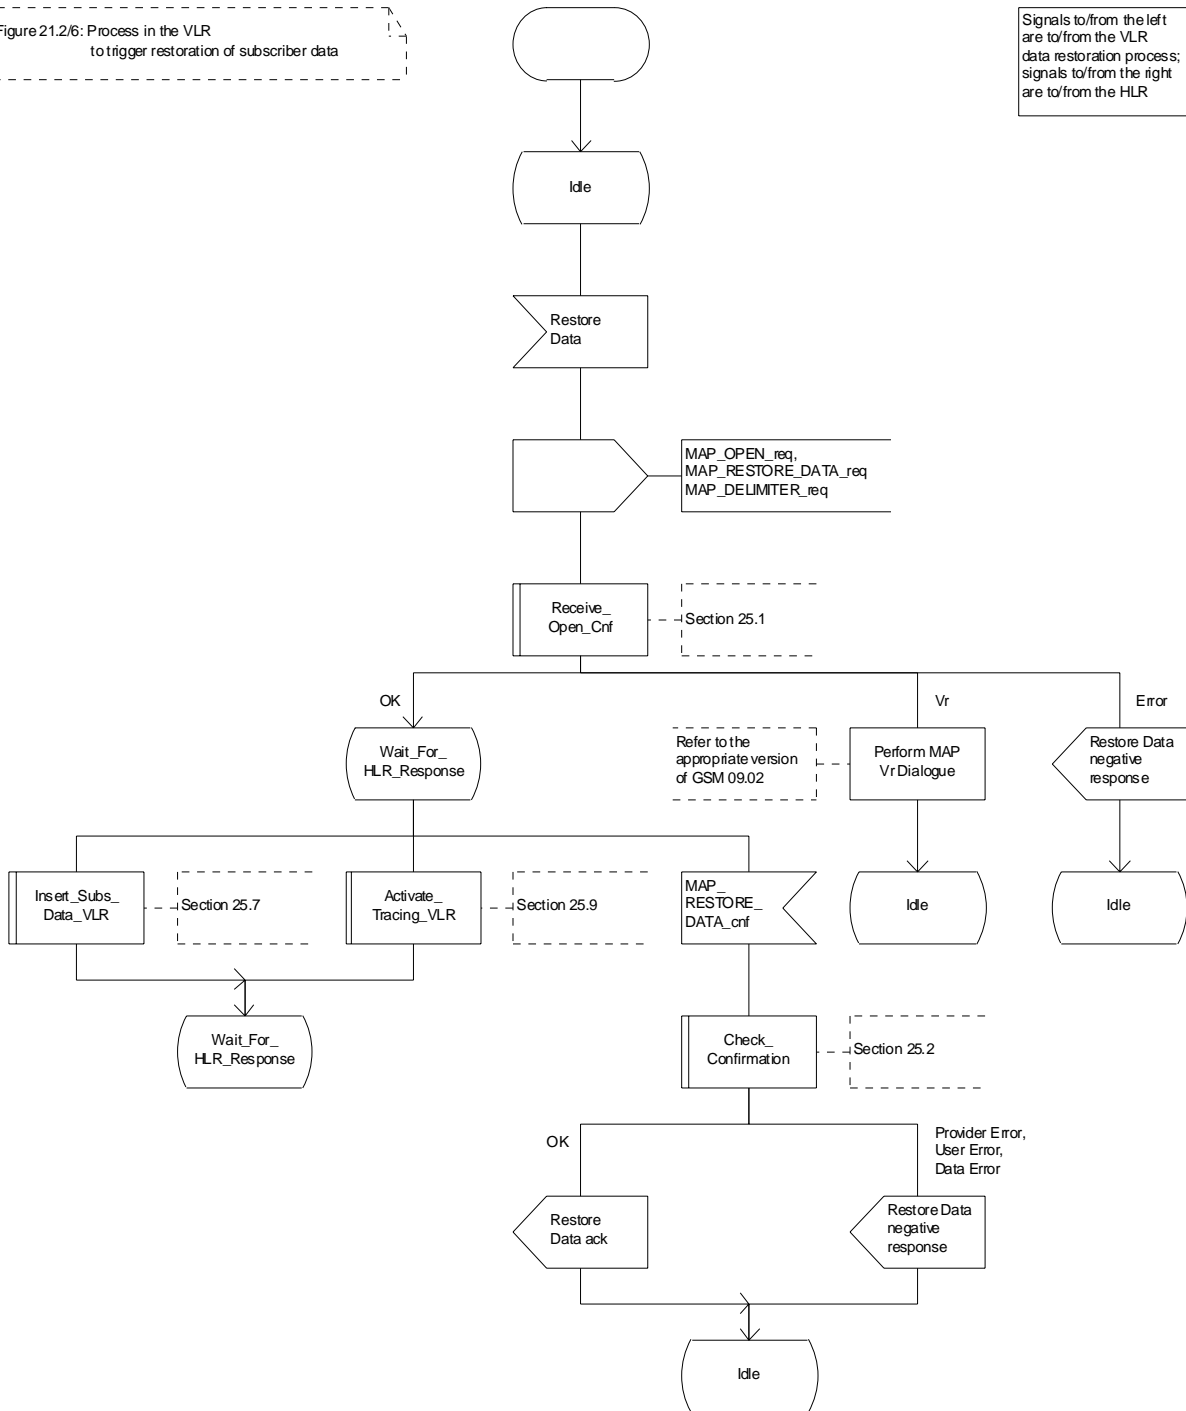 Figure 21.2/6: Process in the VLR
to trigger restoration of subscriber data
Signals to/from the left
are to/from the VLR
data restoration process;
signals to/from the right
are to/from the HLR
Idle
Restore
Data
MAP_OPEN_req,
MAP_RESTORE_DATA_req
MAP_DELIMITER_req
Receive_
Open_Cnf
Section 25.1
OK
Vr
Error
Wait_For_
HLR_Response
Refer to the
appropriate version
of GSM 09.02
Perform MAP
Vr Dialogue
Restore Data
negative
response
Insert_Subs_
Data_VLR
Section 25.7
Activate_
Tracing_VLR
Section 25.9
MAP_
RESTORE_
DATA_cnf
Idle
Idle
Wait_For_
HLR_Response
Check_
Confirmation
Section 25.2
OK
Provider Error,
User Error,
Data Error
Restore
Data ack
Restore Data
negative
response
Idle